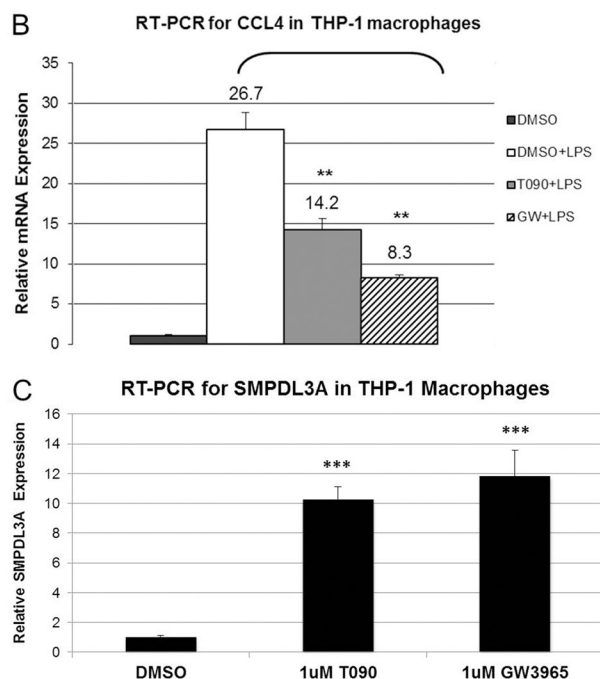 B
RT-PCR for CCL4 in THP-1 macrophages
Relative mRNA Expression
35
30
25
20
15
10
5
0
26.7
**
14.2
**
8.3
DMSO
DMSO+LPS
T090+LPS
GW+LPS
C
RT-PCR for SMPDL3A in THP-1 Macrophages
Relative SMPDL3A Expression
16
14
12
10
8
6
4
2
0
***
***
DMSO
1uM T090
1uM GW3965